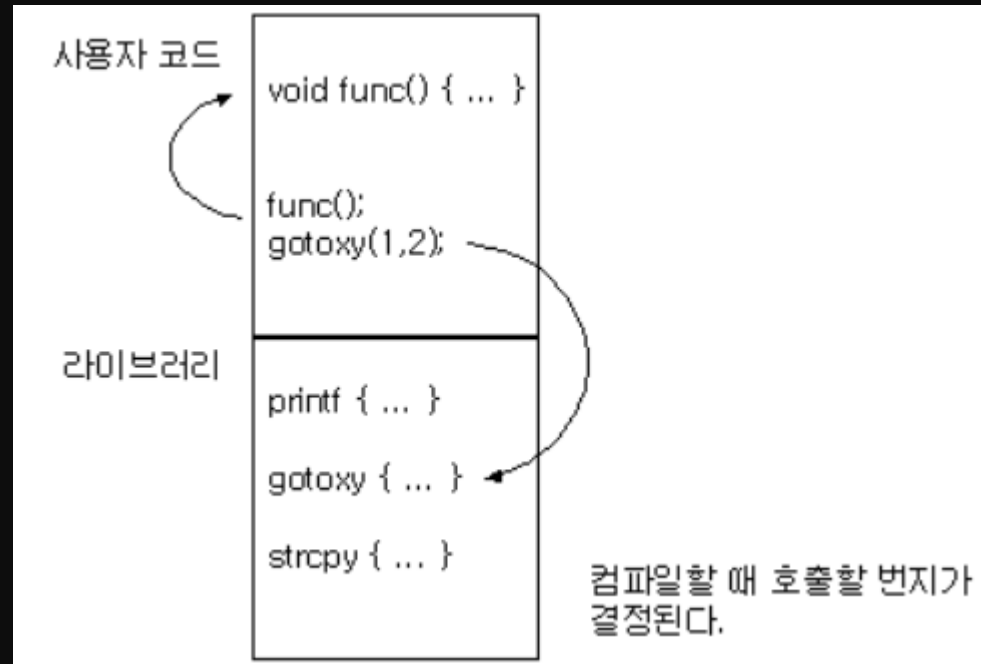 사용자 코드
void func() { ... }
func();
gotoxy(1,2);
라이브러리
printf { ... }
gotoxy { ... }
strcpy { ... }
컴파일할 때 호출할 번지가
결정된다.